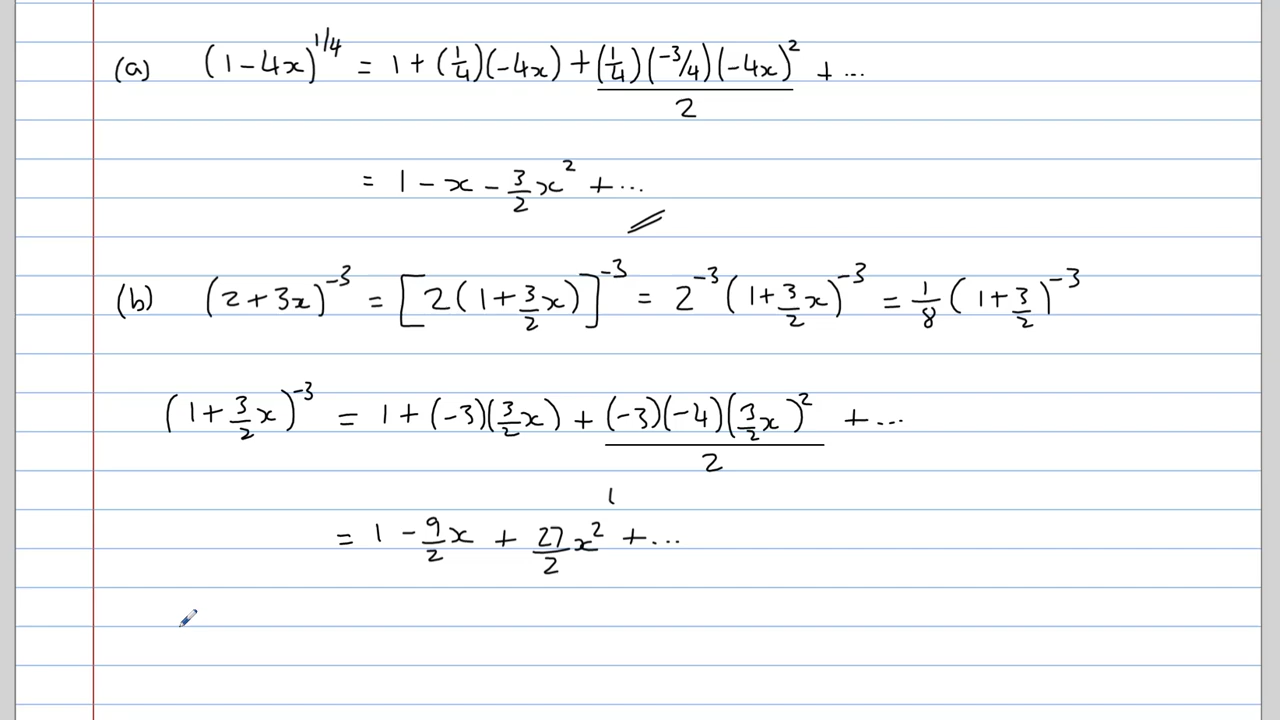 (a) (1-4x)^{1/4} = 1 + (1/4)(-4x) + (1/4)(-3/4)(-4x)^2 / 2 + ...
= 1 - x - 3/2 x^2 + ...
(b) (2+3x)^{-3} = [2(1+3/2 x)]^{-3} = 2^{-3} (1+3/2 x)^{-3} = 1/8 (1+3/2)^{-3}
(1+3/2 x)^{-3} = 1 + (-3)(3/2 x) + (-3)(-4)(3/2 x)^2 / 2 + ...
= 1 - 9/2 x + 27/2 x^2 + ...